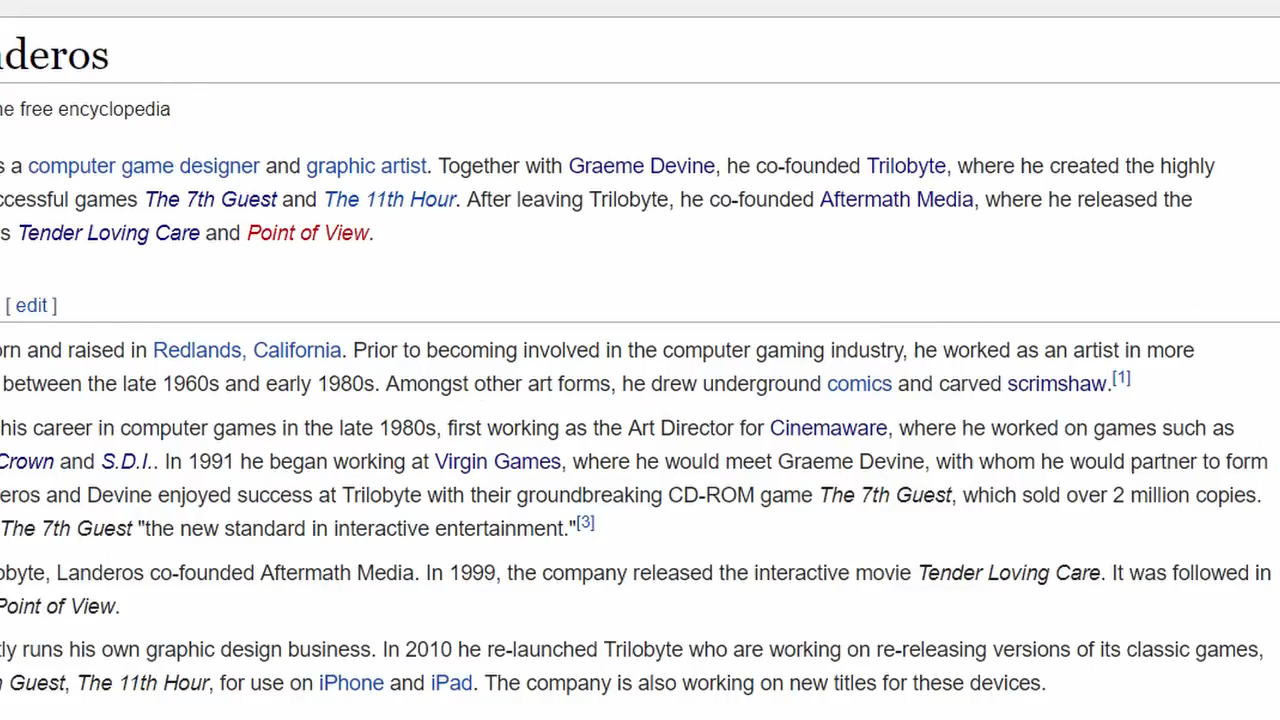 nderos
ne free encyclopedia
s a computer game designer and graphic artist. Together with Graeme Devine, he co-founded Trilobyte, where he created the highly
ccessful games The 7th Guest and The 11th Hour. After leaving Trilobyte, he co-founded Aftermath Media, where he released the
s Tender Loving Care and Point of View.
[ edit ]
orn and raised in Redlands, California. Prior to becoming involved in the computer gaming industry, he worked as an artist in more
between the late 1960s and early 1980s. Amongst other art forms, he drew underground comics and carved scrimshaw.[1]
his career in computer games in the late 1980s, first working as the Art Director for Cinemaware, where he worked on games such as
Crown and S.D.I.. In 1991 he began working at Virgin Games, where he would meet Graeme Devine, with whom he would partner to form
eros and Devine enjoyed success at Trilobyte with their groundbreaking CD-ROM game The 7th Guest, which sold over 2 million copies.
The 7th Guest "the new standard in interactive entertainment."[3]
obyte, Landeros co-founded Aftermath Media. In 1999, the company released the interactive movie Tender Loving Care. It was followed in
Point of View.
tly runs his own graphic design business. In 2010 he re-launched Trilobyte who are working on re-releasing versions of its classic games,
h Guest, The 11th Hour, for use on iPhone and iPad. The company is also working on new titles for these devices.